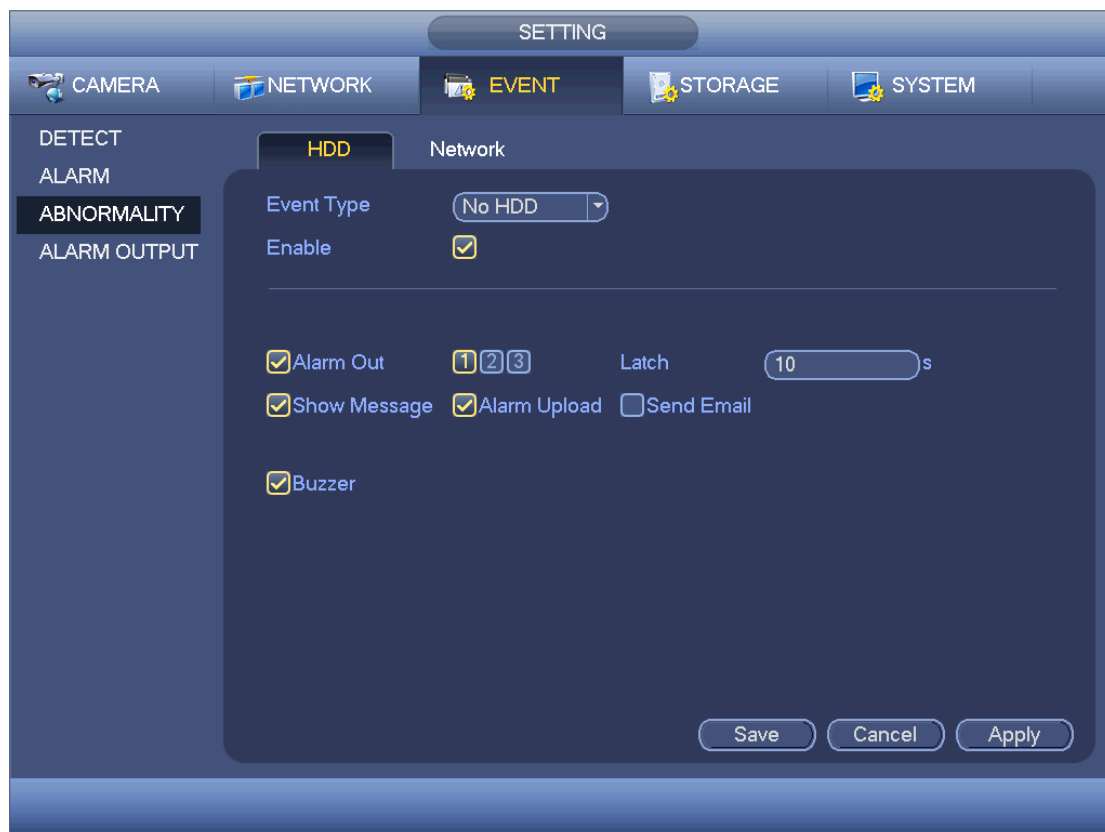 SETTING
CAMERA NETWORK EVENT STORAGE SYSTEM
DETECT
ALARM
ABNORMALITY
ALARM OUTPUT
HDD Network
Event Type No HDD
Enable
Alarm Out 1 2 3 Latch 10 s
Show Message Alarm Upload Send Email
Buzzer
Save Cancel Apply